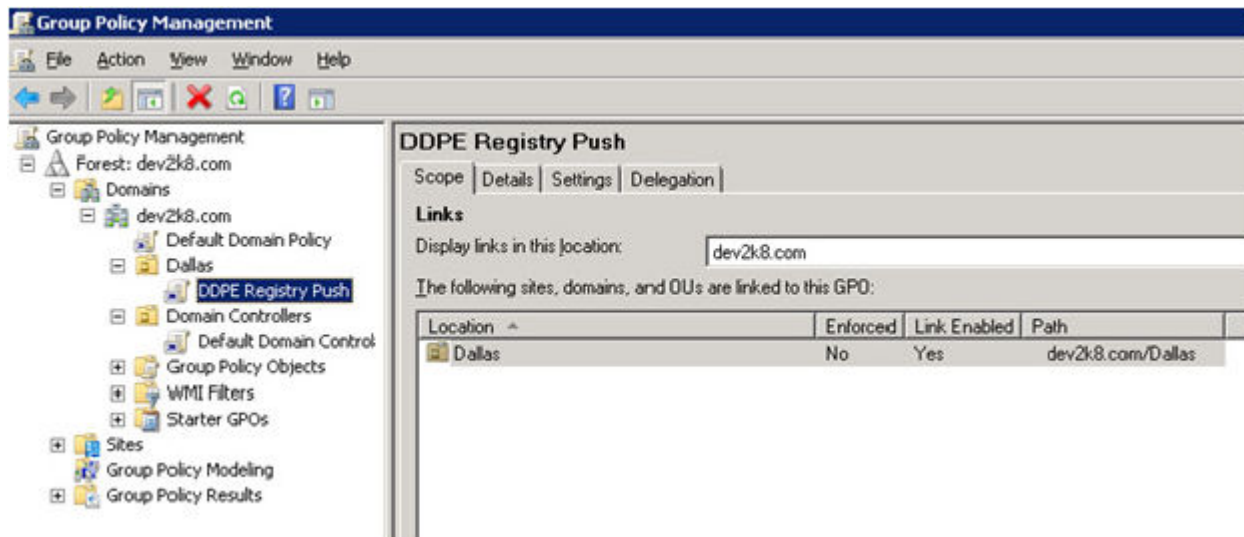 Group Policy Management
File Action View Window Help
Group Policy Management
Forest: dev2k8.com
Domains
dev2k8.com
Default Domain Policy
Dallas
DDPE Registry Push
Domain Controllers
Default Domain Control
Group Policy Objects
WMI Filters
Starter GPOs
Sites
Group Policy Modeling
Group Policy Results
DDPE Registry Push
Scope Details Settings Delegation
Links
Display links in this location: dev2k8.com
The following sites, domains, and OUs are linked to this GPO:
Location Enforced Link Enabled Path
Dallas No Yes dev2k8.com/Dallas